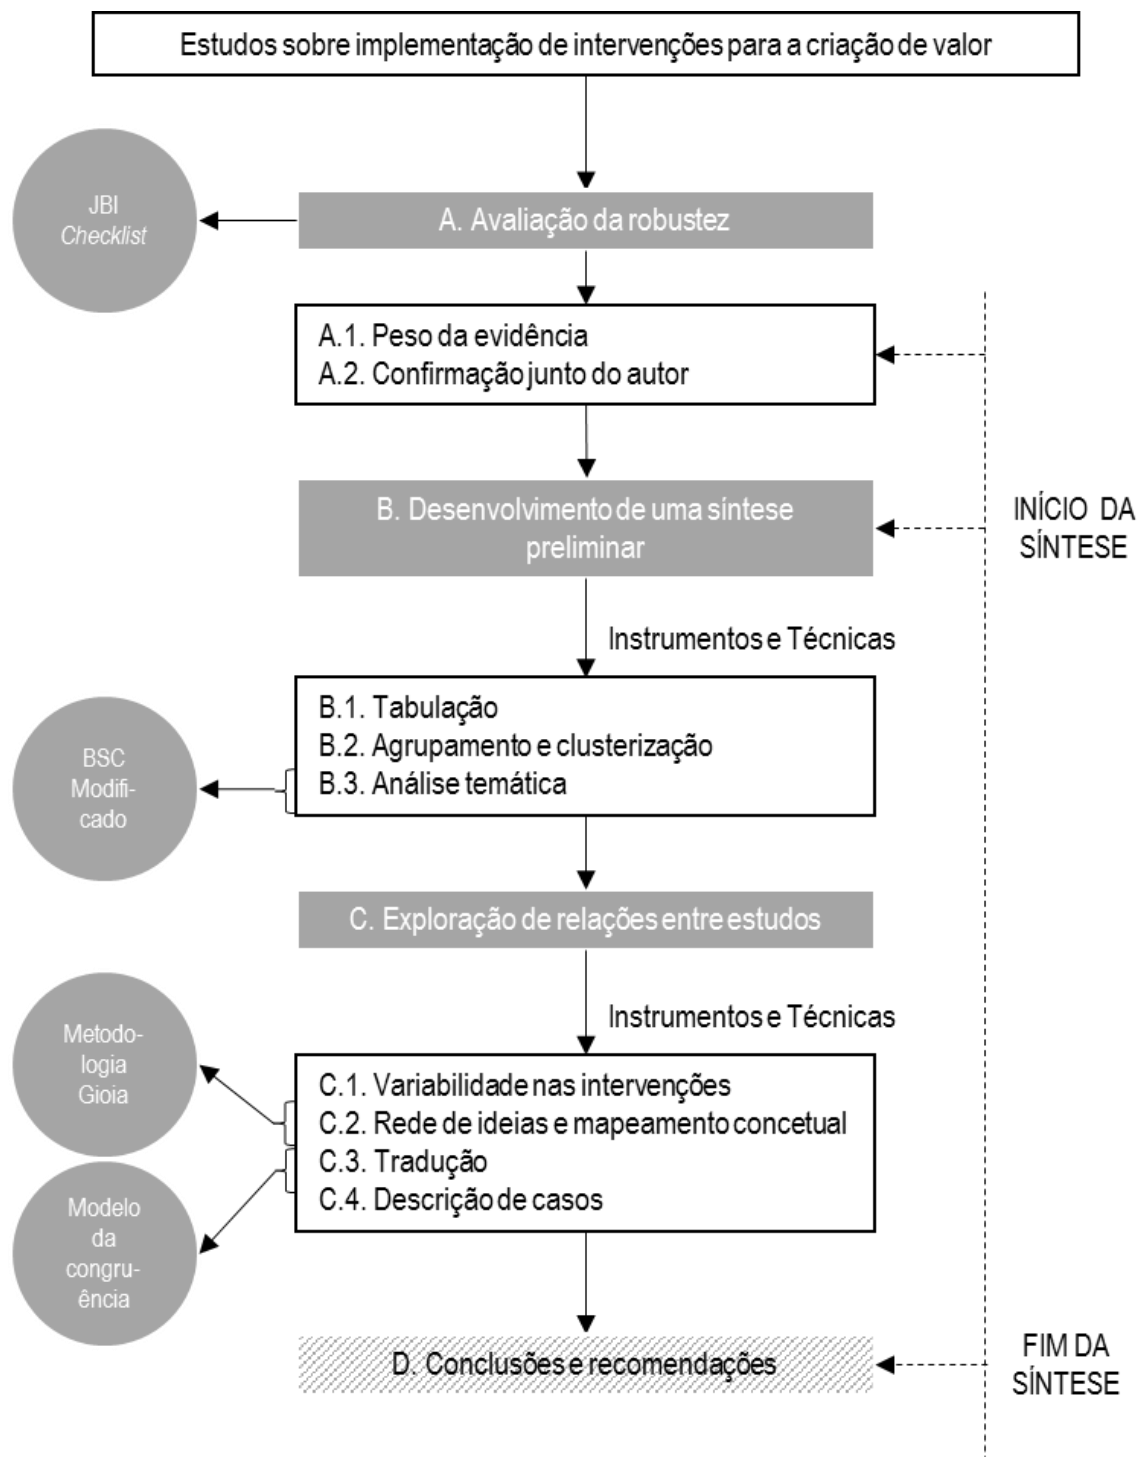 Estudos sobre implementação de intervenções para a criação de valor
JBI
Checklist
A. Avaliação da robustez
A.1. Peso da evidência
A.2. Confirmação junto do autor
B. Desenvolvimento de uma síntese
preliminar
INÍCIO DA
SÍNTESE
Instrumentos e Técnicas
B.1. Tabulação
B.2. Agrupamento e clusterização
B.3. Análise temática
BSC
Modifi-
cado
C. Exploração de relações entre estudos
Instrumentos e Técnicas
Metodo-
logia
Gioia
C.1. Variabilidade nas intervenções
C.2. Rede de ideias e mapeamento concetual
C.3. Tradução
C.4. Descrição de casos
Modelo
da
congru-
ência
D. Conclusões e recomendações
FIM DA
SÍNTESE